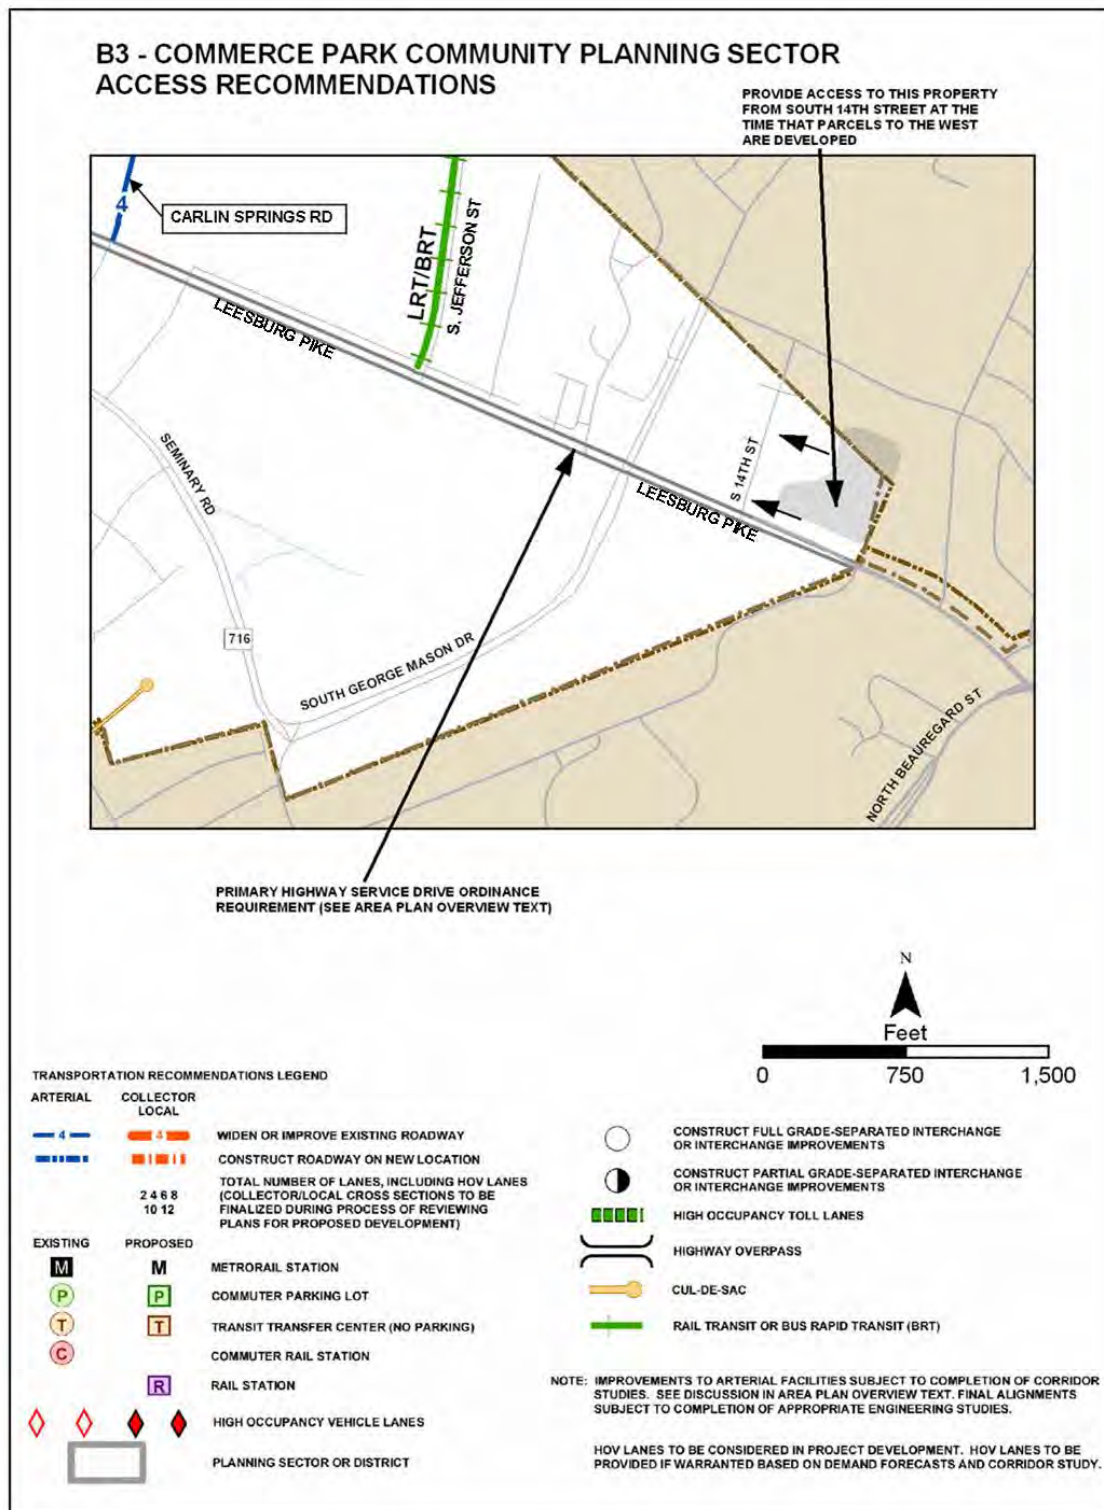 B3 - COMMERCE PARK COMMUNITY PLANNING SECTOR
ACCESS RECOMMENDATIONS
PROVIDE ACCESS TO THIS PROPERTY
FROM SOUTH 14TH STREET AT THE
TIME THAT PARCELS TO THE WEST
ARE DEVELOPED
4
CARLIN SPRINGS RD
LRT/BRT
S. JEFFERSON ST
LEESBURG PIKE
SEMINARY RD
S 14TH ST
LEESBURG PIKE
716
SOUTH GEORGE MASON DR
NORTH BEAUREGARD ST
PRIMARY HIGHWAY SERVICE DRIVE ORDINANCE
REQUIREMENT (SEE AREA PLAN OVERVIEW TEXT)
N
Feet
0 750 1,500
TRANSPORTATION RECOMMENDATIONS LEGEND
ARTERIAL COLLECTOR
LOCAL
4 4 WIDEN OR IMPROVE EXISTING ROADWAY
CONSTRUCT ROADWAY ON NEW LOCATION
2 4 6 8
10 12
TOTAL NUMBER OF LANES, INCLUDING HOV LANES
(COLLECTOR/LOCAL CROSS SECTIONS TO BE
FINALIZED DURING PROCESS OF REVIEWING
PLANS FOR PROPOSED DEVELOPMENT)
EXISTING PROPOSED
M M METRORAIL STATION
P P COMMUTER PARKING LOT
T T TRANSIT TRANSFER CENTER (NO PARKING)
C COMMUTER RAIL STATION
R RAIL STATION
HIGH OCCUPANCY VEHICLE LANES
PLANNING SECTOR OR DISTRICT
CONSTRUCT FULL GRADE-SEPARATED INTERCHANGE
OR INTERCHANGE IMPROVEMENTS
CONSTRUCT PARTIAL GRADE-SEPARATED INTERCHANGE
OR INTERCHANGE IMPROVEMENTS
HIGH OCCUPANCY TOLL LANES
HIGHWAY OVERPASS
CUL-DE-SAC
RAIL TRANSIT OR BUS RAPID TRANSIT (BRT)
NOTE: IMPROVEMENTS TO ARTERIAL FACILITIES SUBJECT TO COMPLETION OF CORRIDOR
STUDIES. SEE DISCUSSION IN AREA PLAN OVERVIEW TEXT. FINAL ALIGNMENTS
SUBJECT TO COMPLETION OF APPROPRIATE ENGINEERING STUDIES.
HOV LANES TO BE CONSIDERED IN PROJECT DEVELOPMENT. HOV LANES TO BE
PROVIDED IF WARRANTED BASED ON DEMAND FORECASTS AND CORRIDOR STUDY.